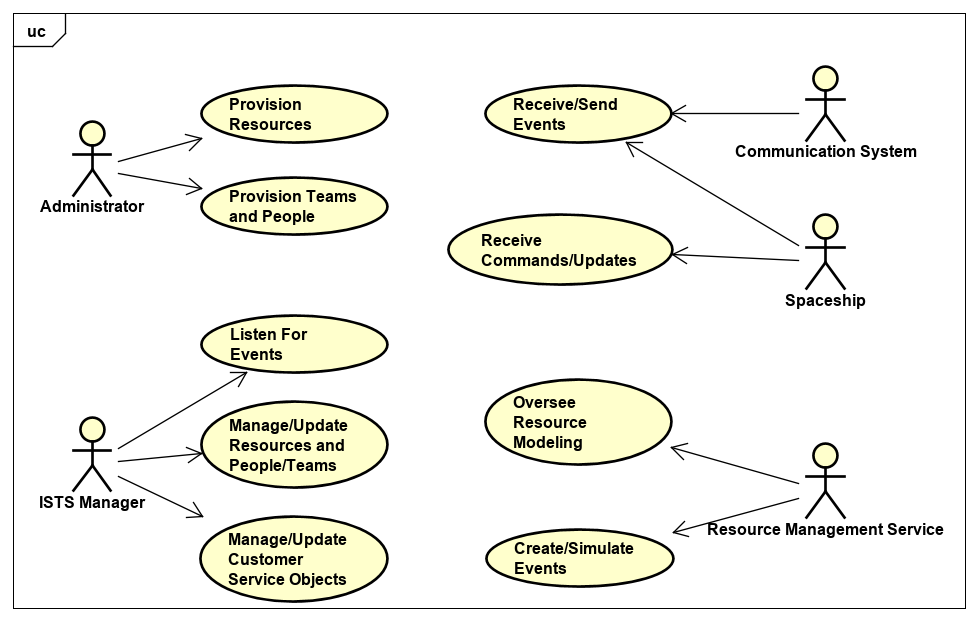 uc
Provision
Resources
Provision Teams
and People
Administrator
Receive/Send
Events
Communication System
Receive
Commands/Updates
Spaceship
Listen For
Events
Manage/Update
Resources and
People/Teams
Manage/Update
Customer
Service Objects
ISTS Manager
Oversee
Resource
Modeling
Create/Simulate
Events
Resource Management Service